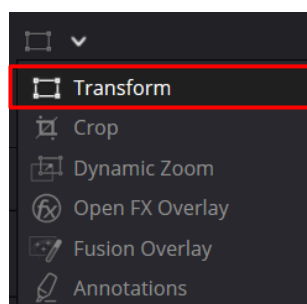 Transform
Crop
Dynamic Zoom
Open FX Overlay
Fusion Overlay
Annotations